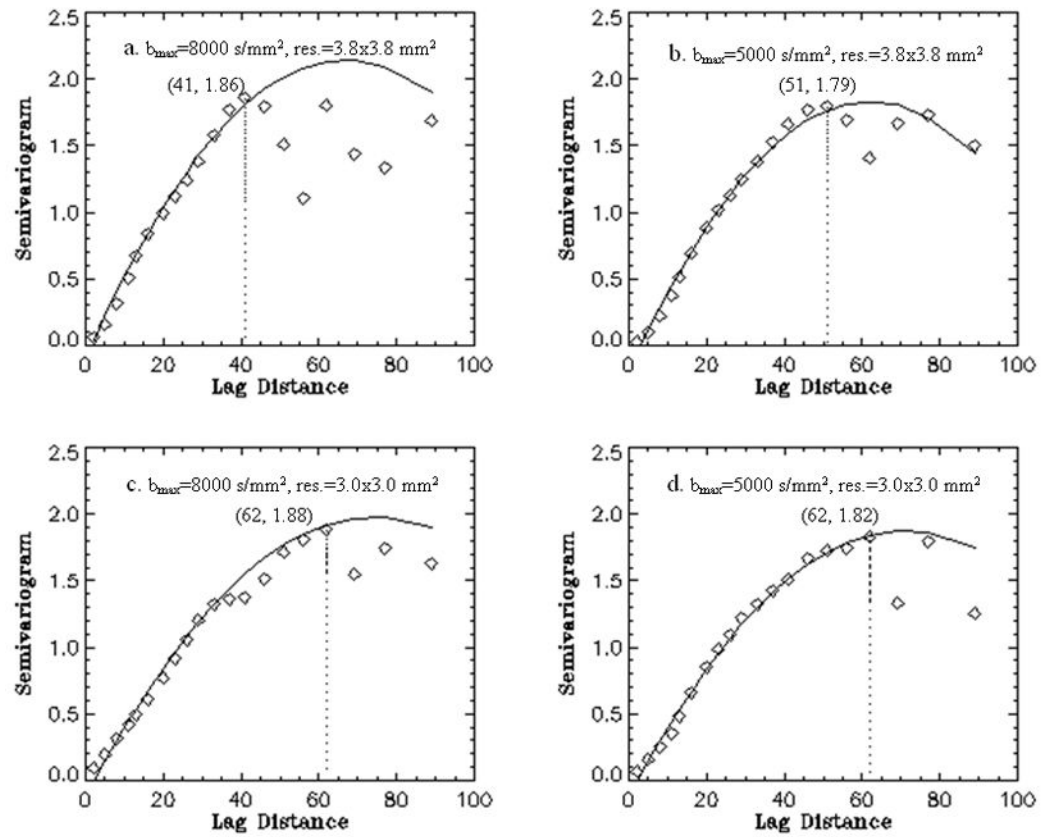 a. bmax=8000 s/mm², res.=3.8x3.8 mm²
(41, 1.86)
2.5
2.0
1.5
1.0
0.5
0.0
Semivariogram
0 20 40 60 80 100
Lag Distance
b. bmax=5000 s/mm², res.=3.8x3.8 mm²
(51, 1.79)
2.5
2.0
1.5
1.0
0.5
0.0
Semivariogram
0 20 40 60 80 100
Lag Distance
c. bmax=8000 s/mm², res.=3.0x3.0 mm²
(62, 1.88)
2.5
2.0
1.5
1.0
0.5
0.0
Semivariogram
0 20 40 60 80 100
Lag Distance
d. bmax=5000 s/mm², res.=3.0x3.0 mm²
(62, 1.82)
2.5
2.0
1.5
1.0
0.5
0.0
Semivariogram
0 20 40 60 80 100
Lag Distance